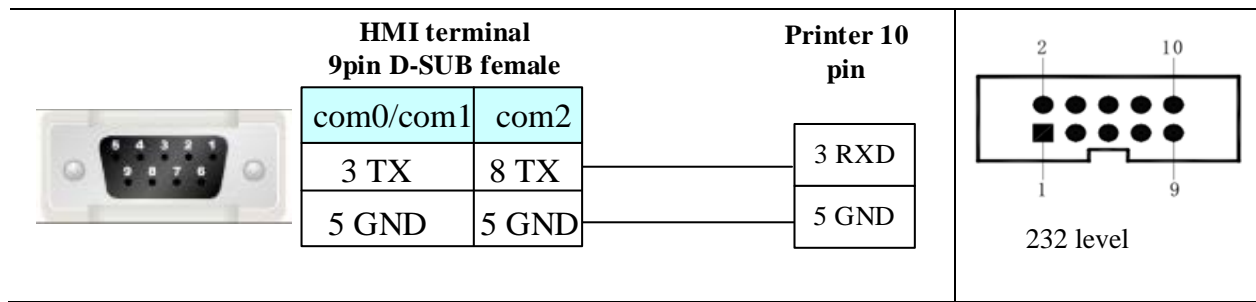 HMI terminal
9pin D-SUB female
Printer 10
pin
com0/com1 com2
3 TX 8 TX
5 GND 5 GND
3 RXD
5 GND
5 4 3 2 1
9 8 7 6
2 10
1 9
232 level